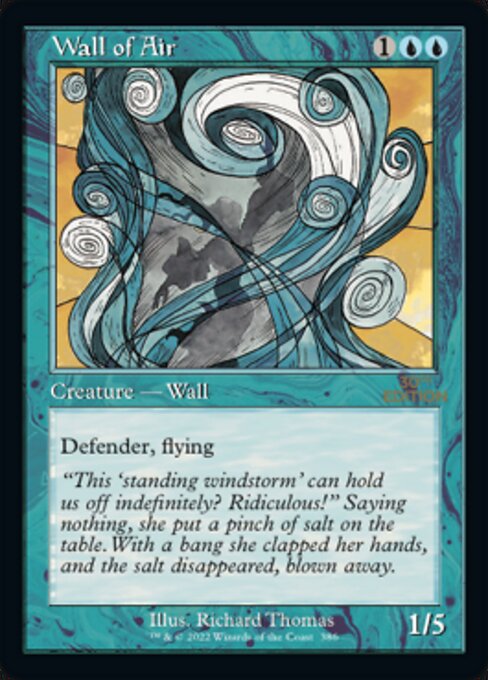 Wall of Air 1
30TH EDITION
Creature — Wall
Defender, flying
“This ‘standing windstorm’ can hold
us off indefinitely? Ridiculous!” Saying
nothing, she put a pinch of salt on the
table. With a bang she clapped her hands,
and the salt disappeared, blown away.
Illus. Richard Thomas
™ & © 2022 Wizards of the Coast 386
1/5